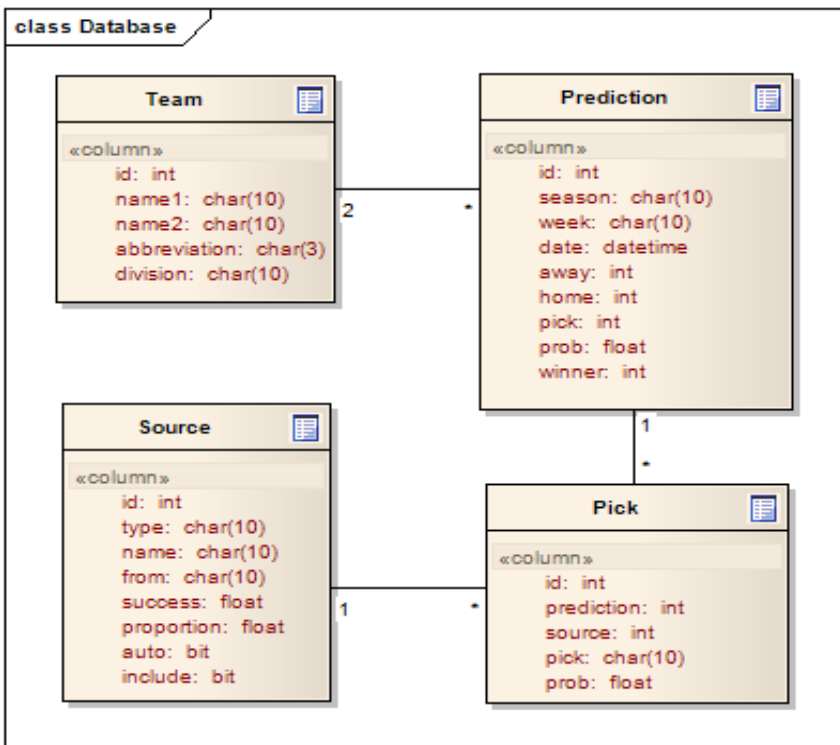 class Database
Team
«column»
id: int
name1: char(10)
name2: char(10)
abbreviation: char(3)
division: char(10)
Prediction
«column»
id: int
season: char(10)
week: char(10)
date: datetime
away: int
home: int
pick: int
prob: float
winner: int
2
*
1
*
Source
«column»
id: int
type: char(10)
name: char(10)
from: char(10)
success: float
proportion: float
auto: bit
include: bit
1
*
Pick
«column»
id: int
prediction: int
source: int
pick: char(10)
prob: float